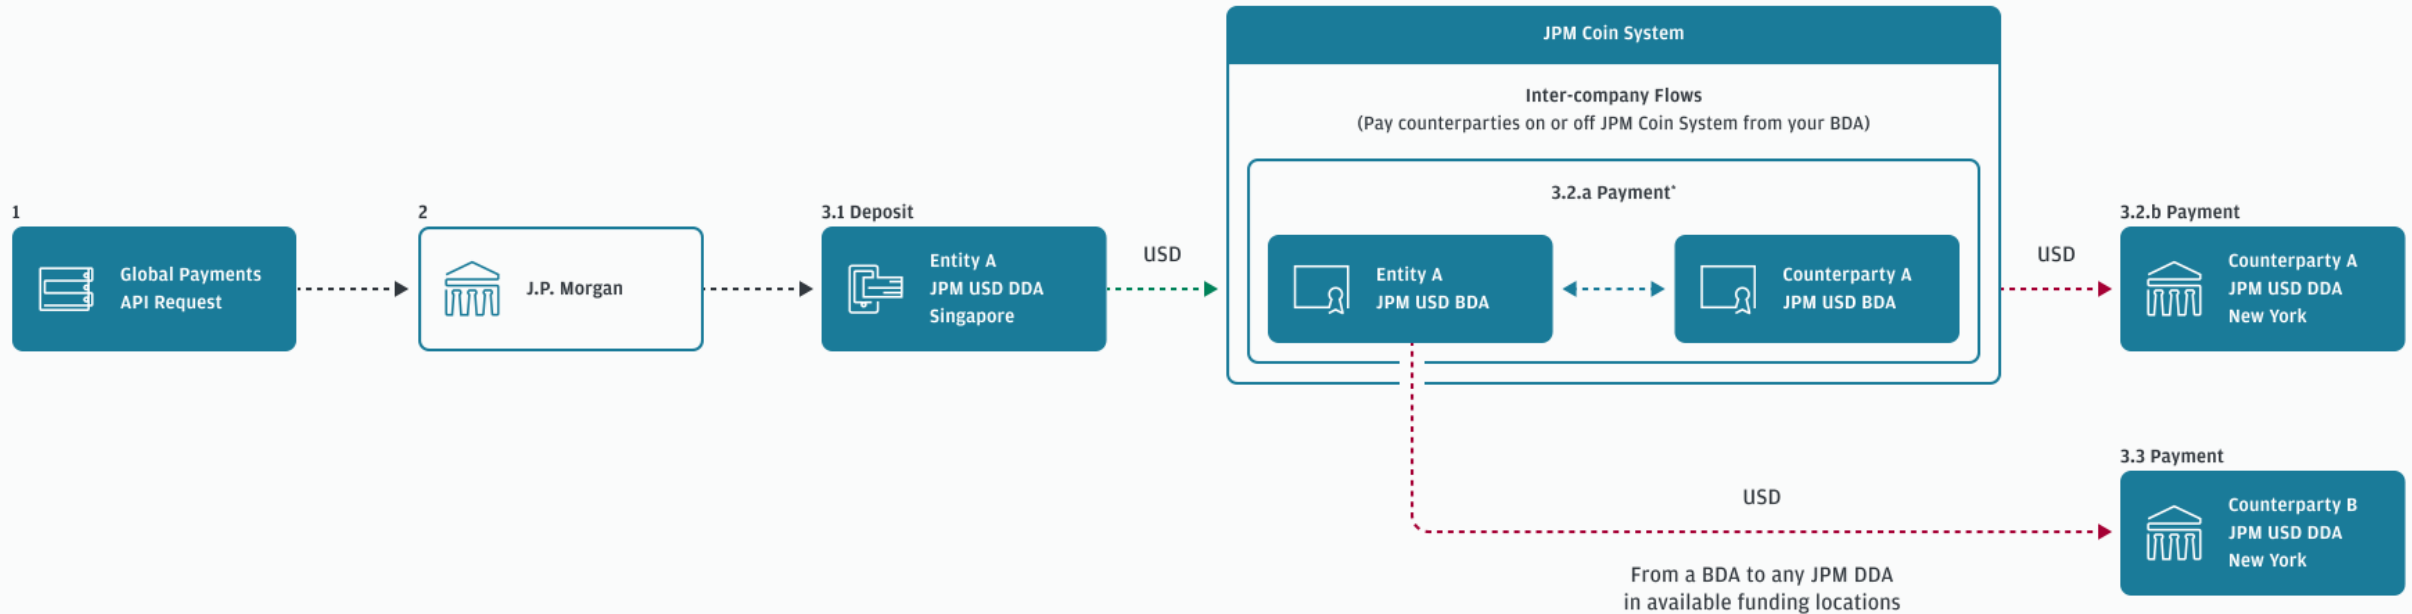 JPM Coin System
Inter-company Flows
(Pay counterparties on or off JPM Coin System from your BDA)
3.2.a Payment*
1
Global Payments
API Request
2
J.P. Morgan
3.1 Deposit
Entity A
JPM USD DDA
Singapore
USD
Entity A
JPM USD BDA
Counterparty A
JPM USD BDA
USD
3.2.b Payment
Counterparty A
JPM USD DDA
New York
USD
From a BDA to any JPM DDA
in available funding locations
3.3 Payment
Counterparty B
JPM USD DDA
New York